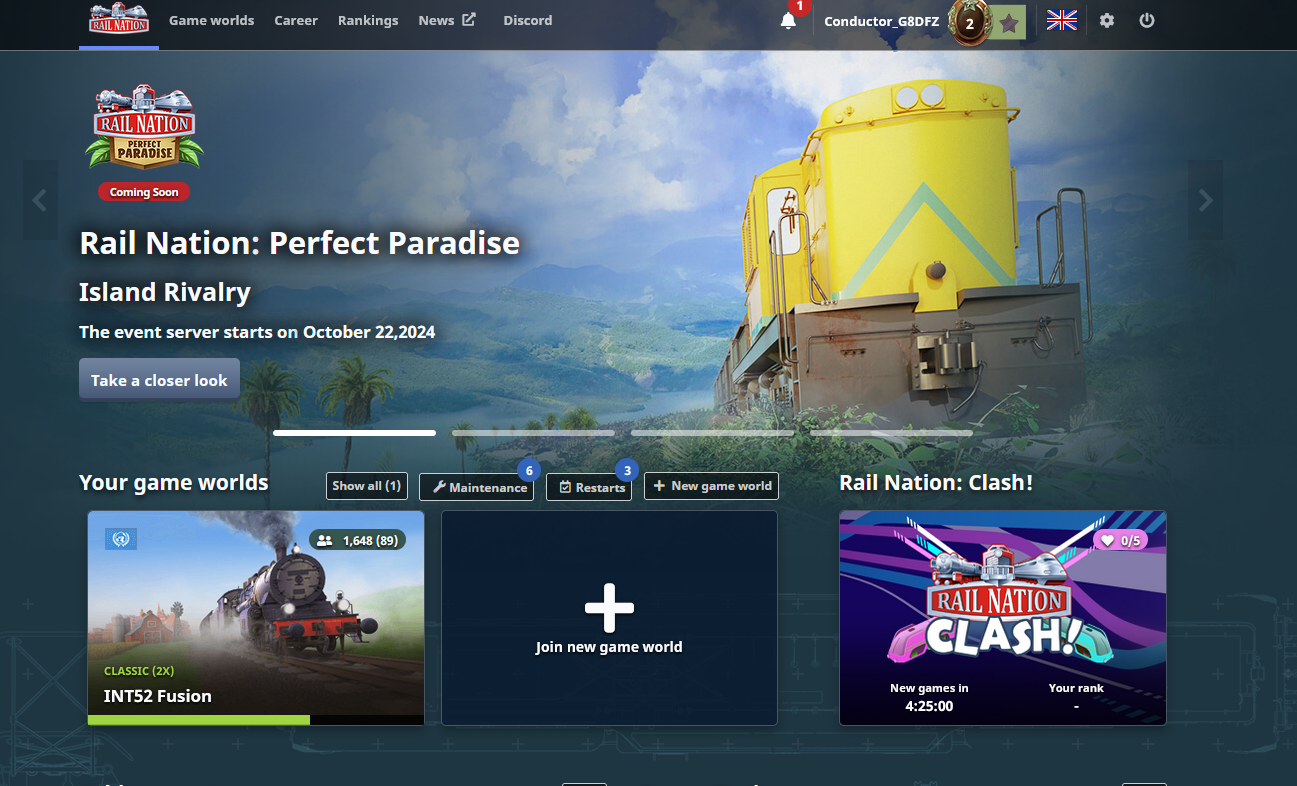 RAIL NATION
Game worlds
Career
Rankings
News
Discord
1
Conductor_G8DFZ
2
RAIL NATION
PERFECT
PARADISE
Coming Soon
Rail Nation: Perfect Paradise
Island Rivalry
The event server starts on October 22,2024
Take a closer look
Your game worlds
Show all (1)
Maintenance
6
Restarts
3
New game world
Rail Nation: Clash!
1,648 (89)
CLASSIC (2X)
INT52 Fusion
Join new game world
0/5
RAIL NATION
CLASH!
New games in
4:25:00
Your rank
-